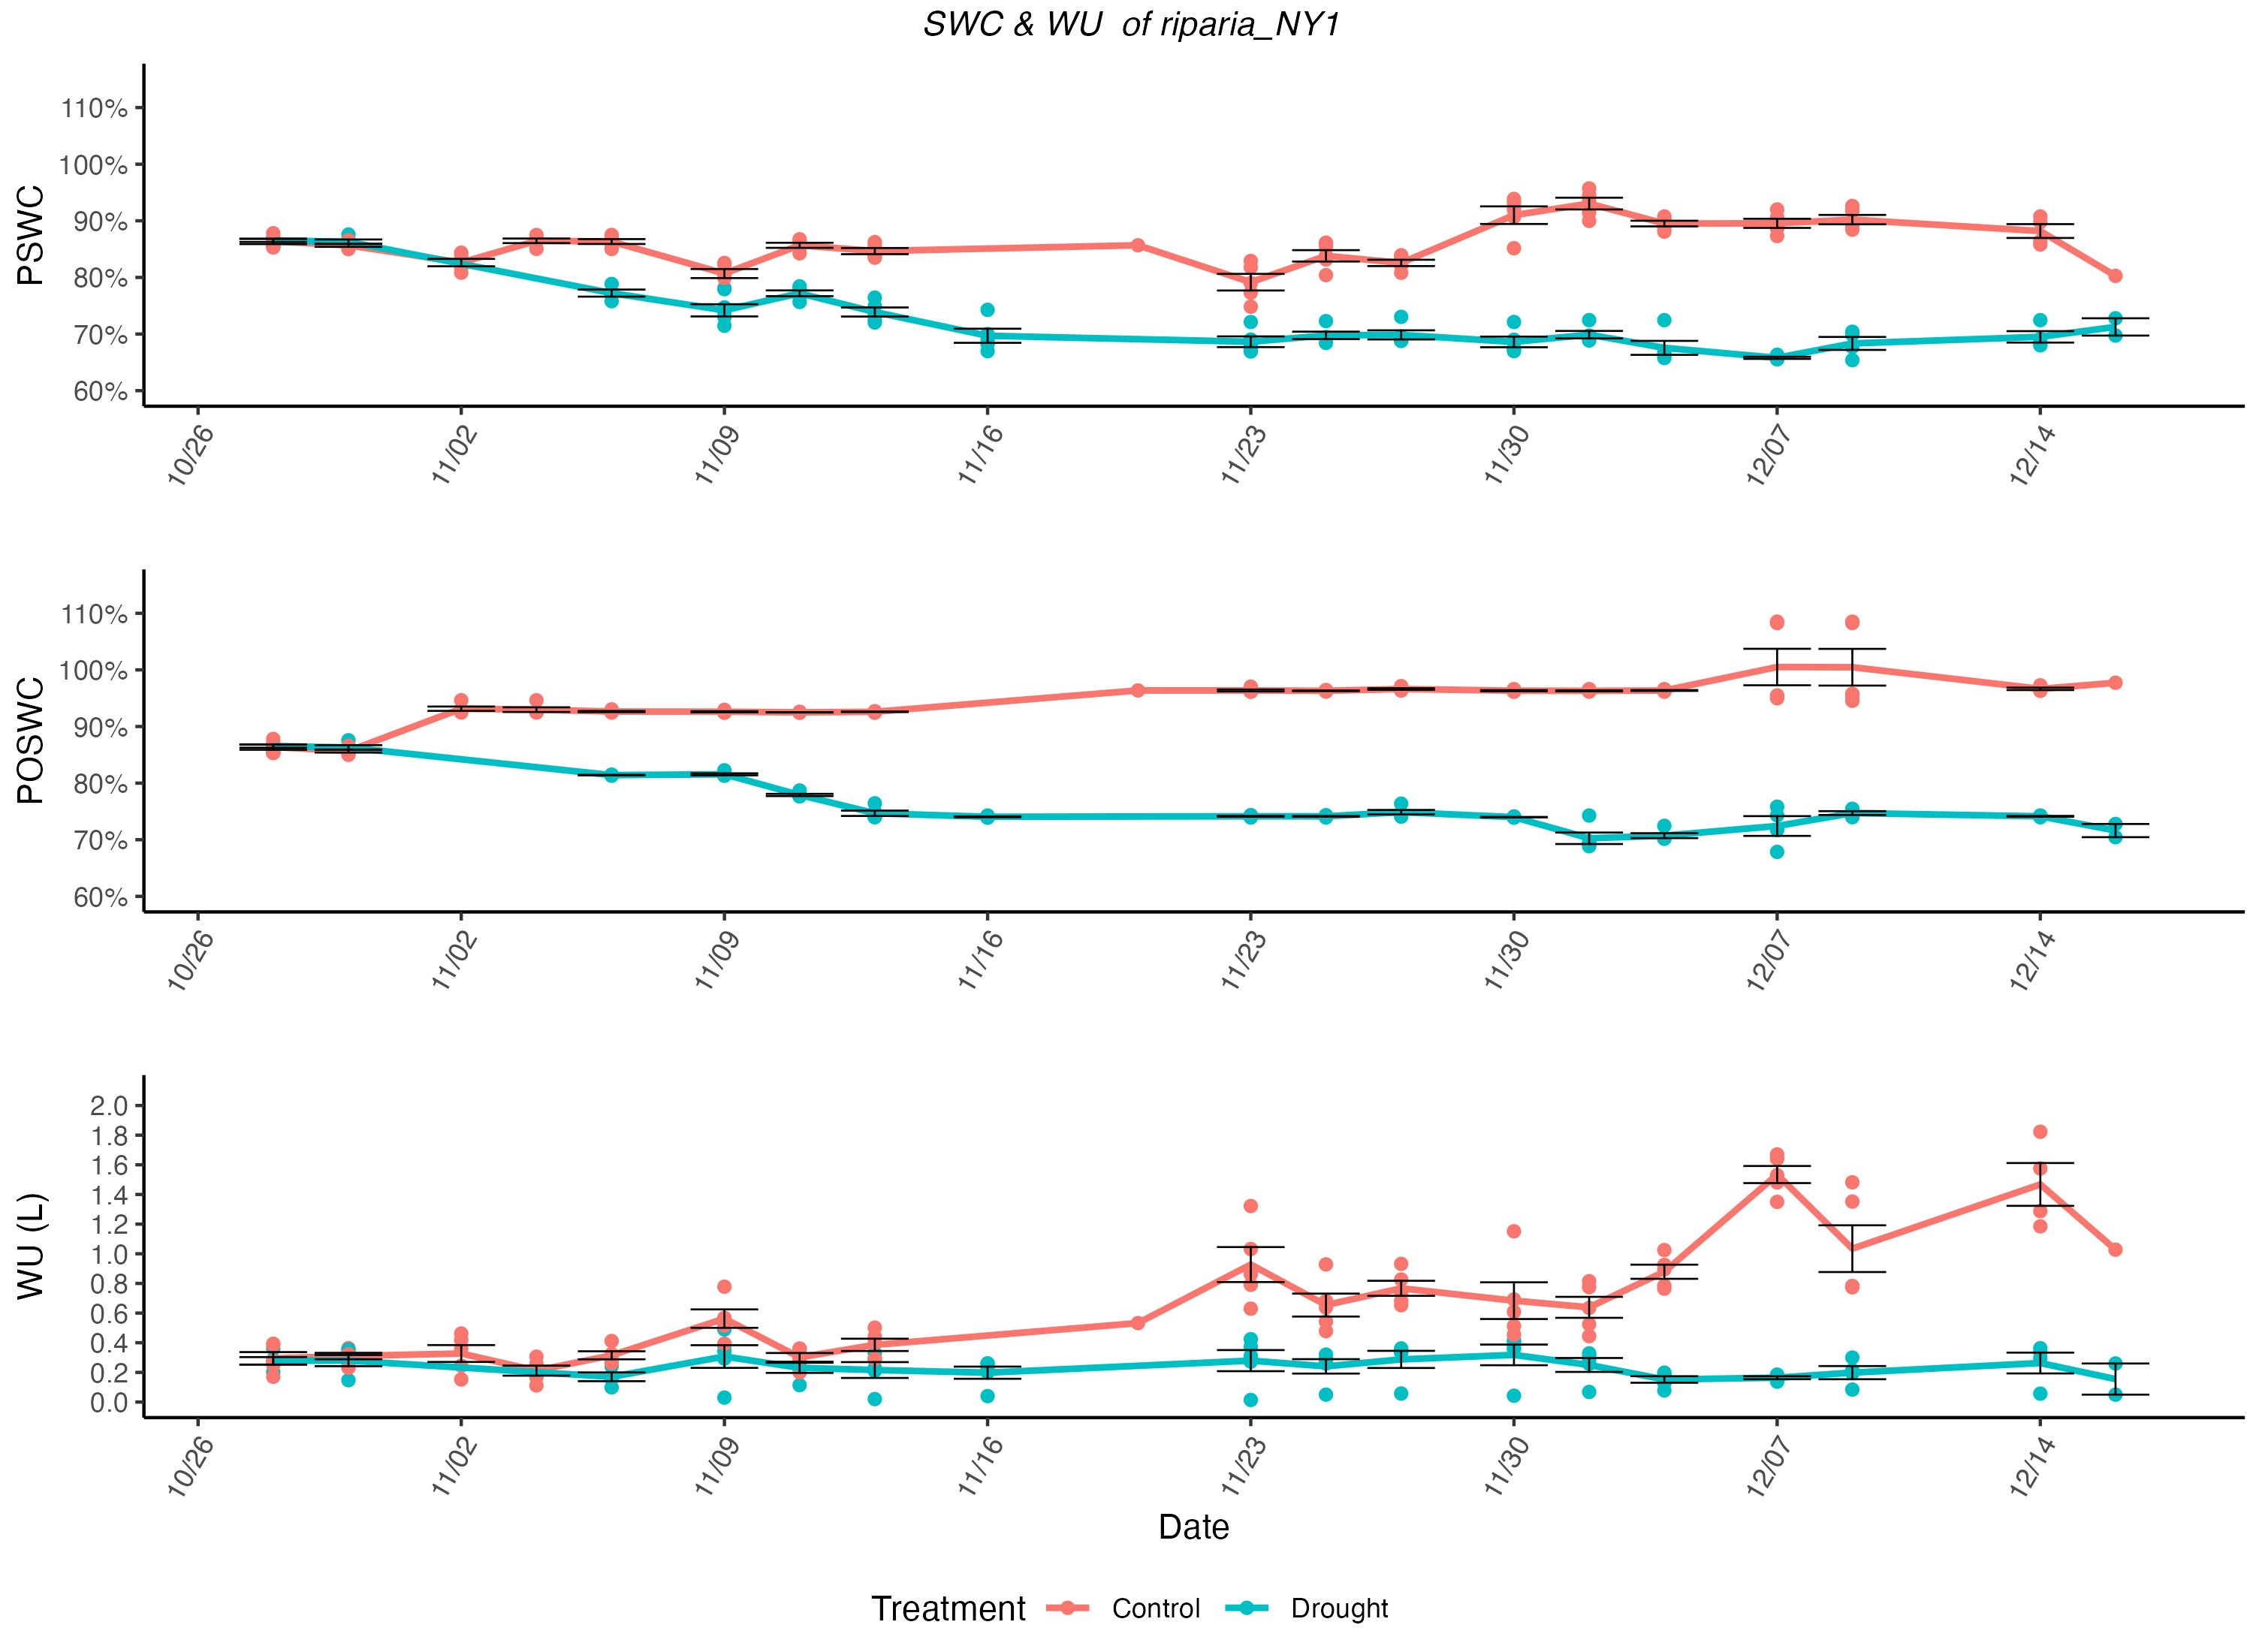 SWC & WU of riparia_NY1
PSWC
110%
100%
90%
80%
70%
60%
10/26 11/02 11/09 11/16 11/23 11/30 12/07 12/14
POSWC
110%
100%
90%
80%
70%
60%
10/26 11/02 11/09 11/16 11/23 11/30 12/07 12/14
WU (L)
2.0
1.8
1.6
1.4
1.2
1.0
0.8
0.6
0.4
0.2
0.0
10/26 11/02 11/09 11/16 11/23 11/30 12/07 12/14
Date
Treatment Control Drought